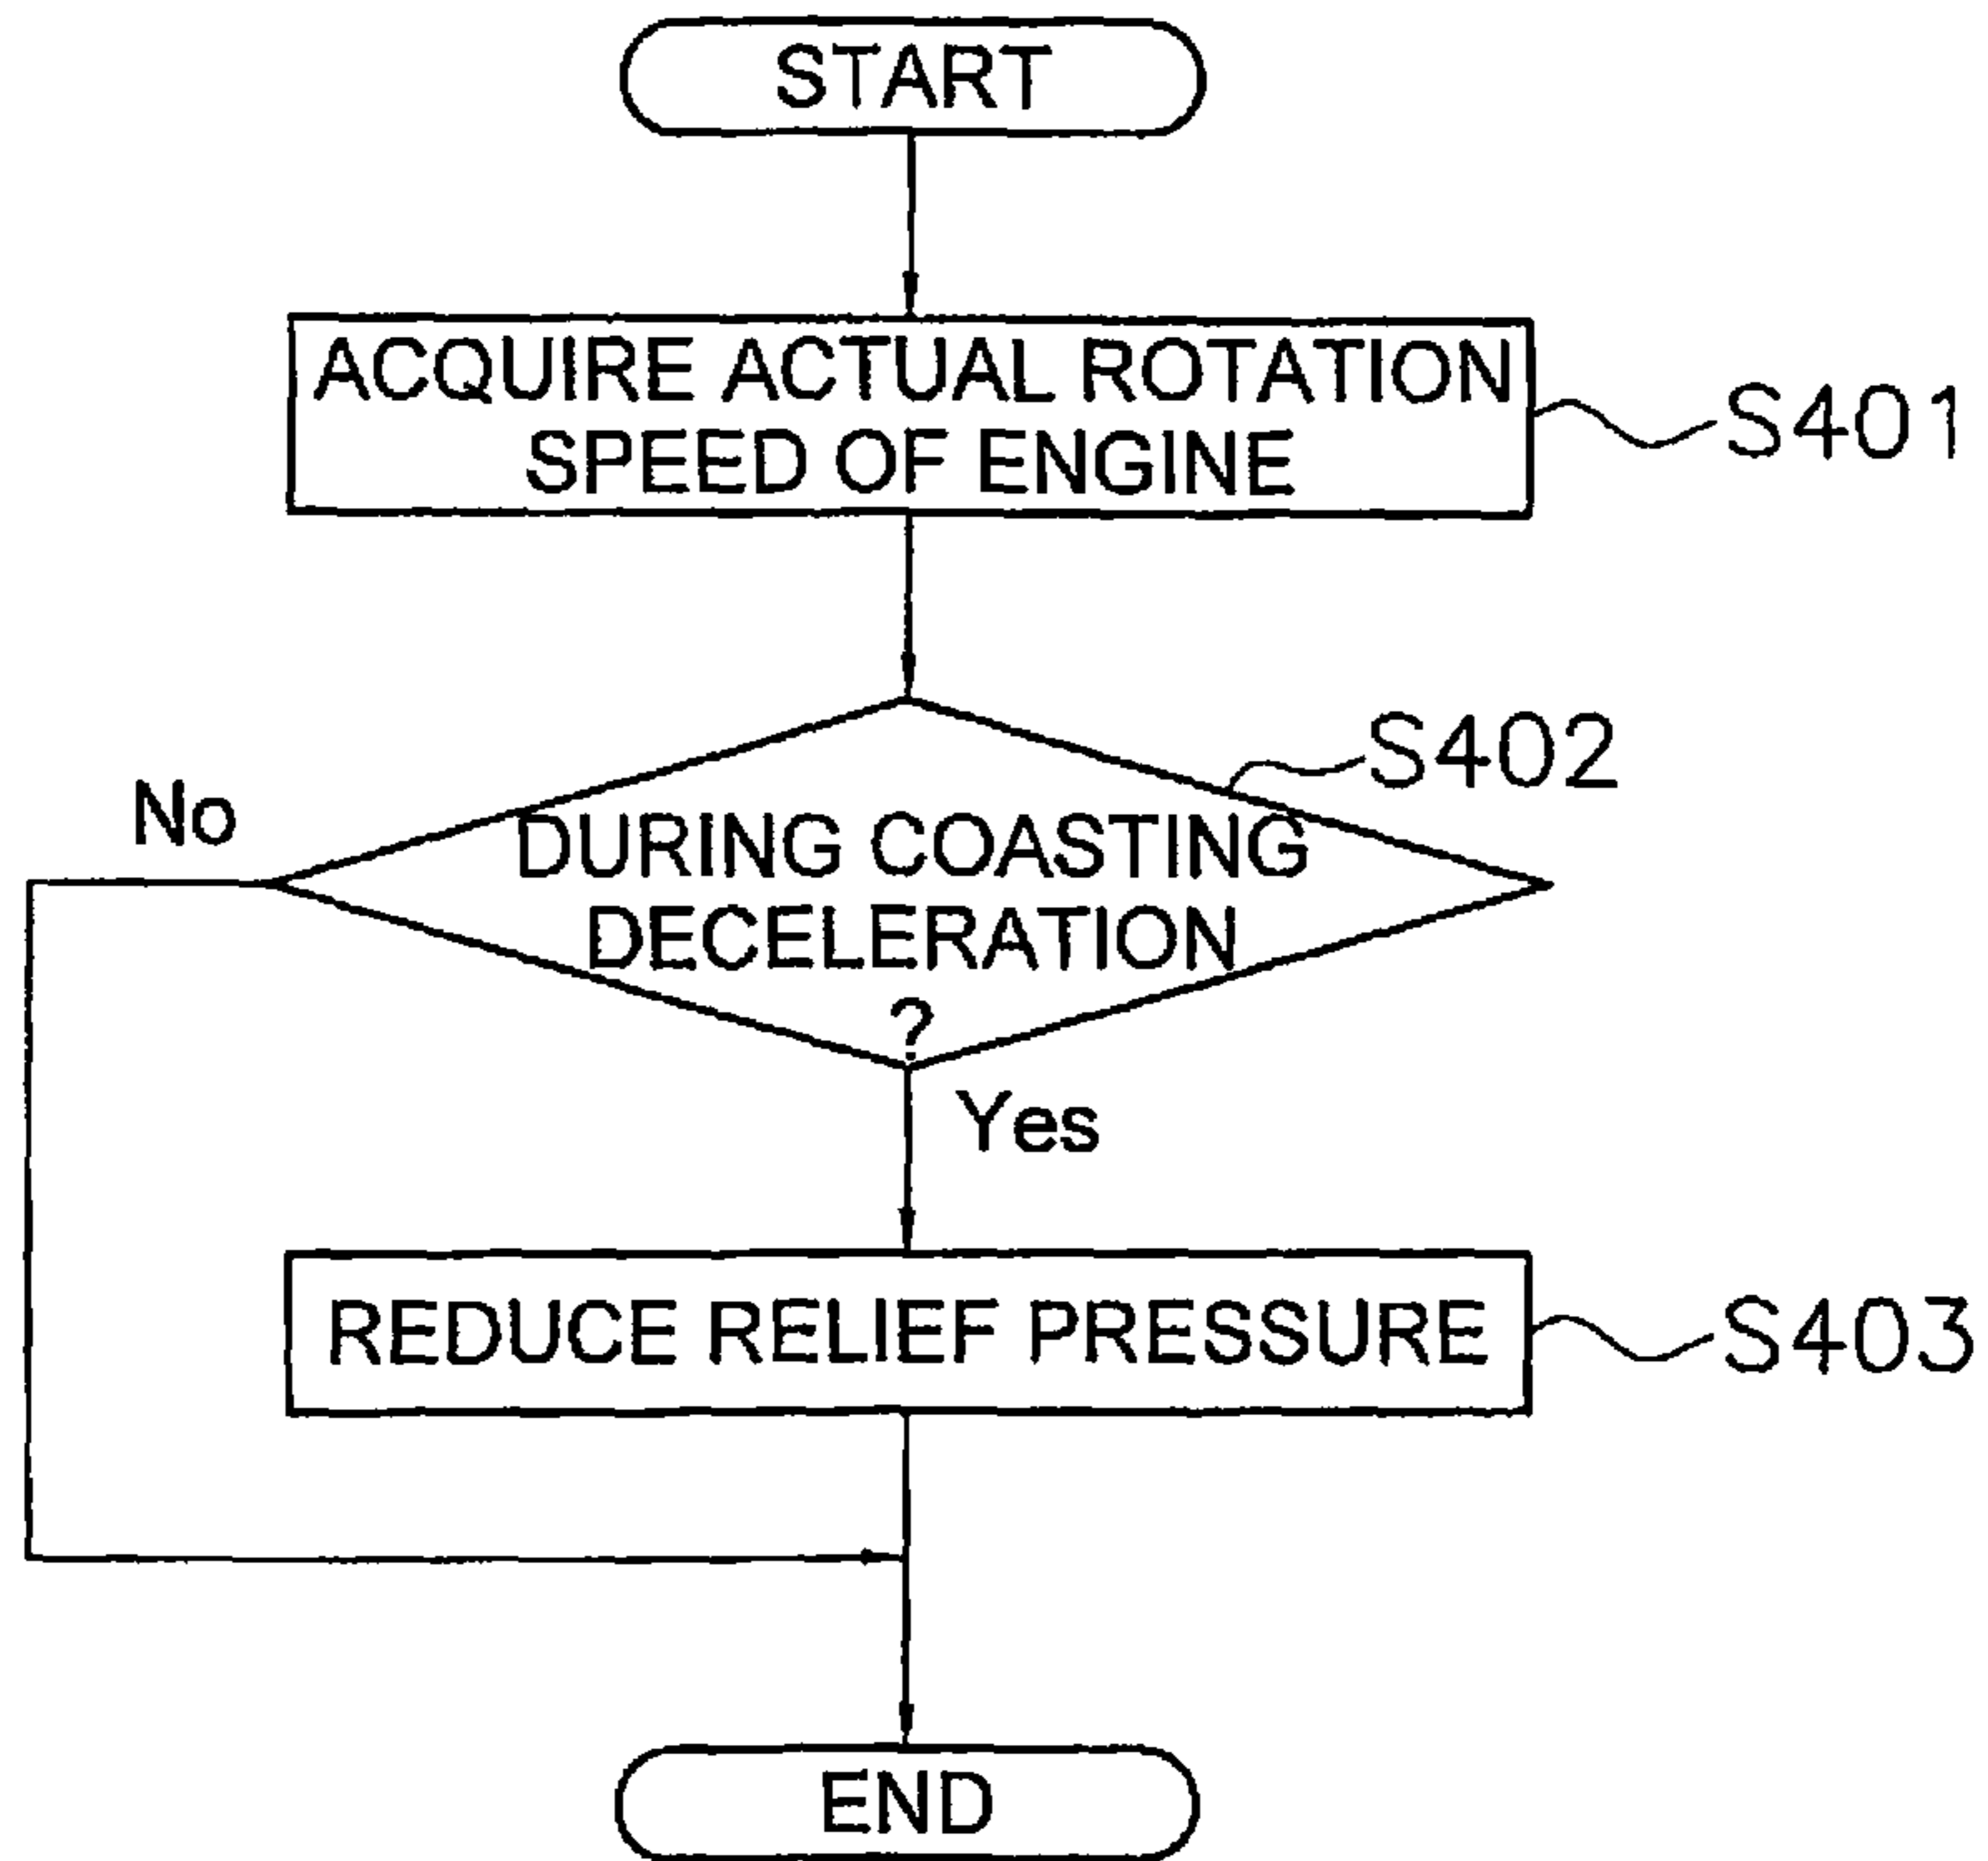 START
ACQUIRE ACTUAL ROTATION
SPEED OF ENGINE
S401
S402
No
DURING COASTING
DECELERATION
?
Yes
REDUCE RELIEF PRESSURE
S403
END